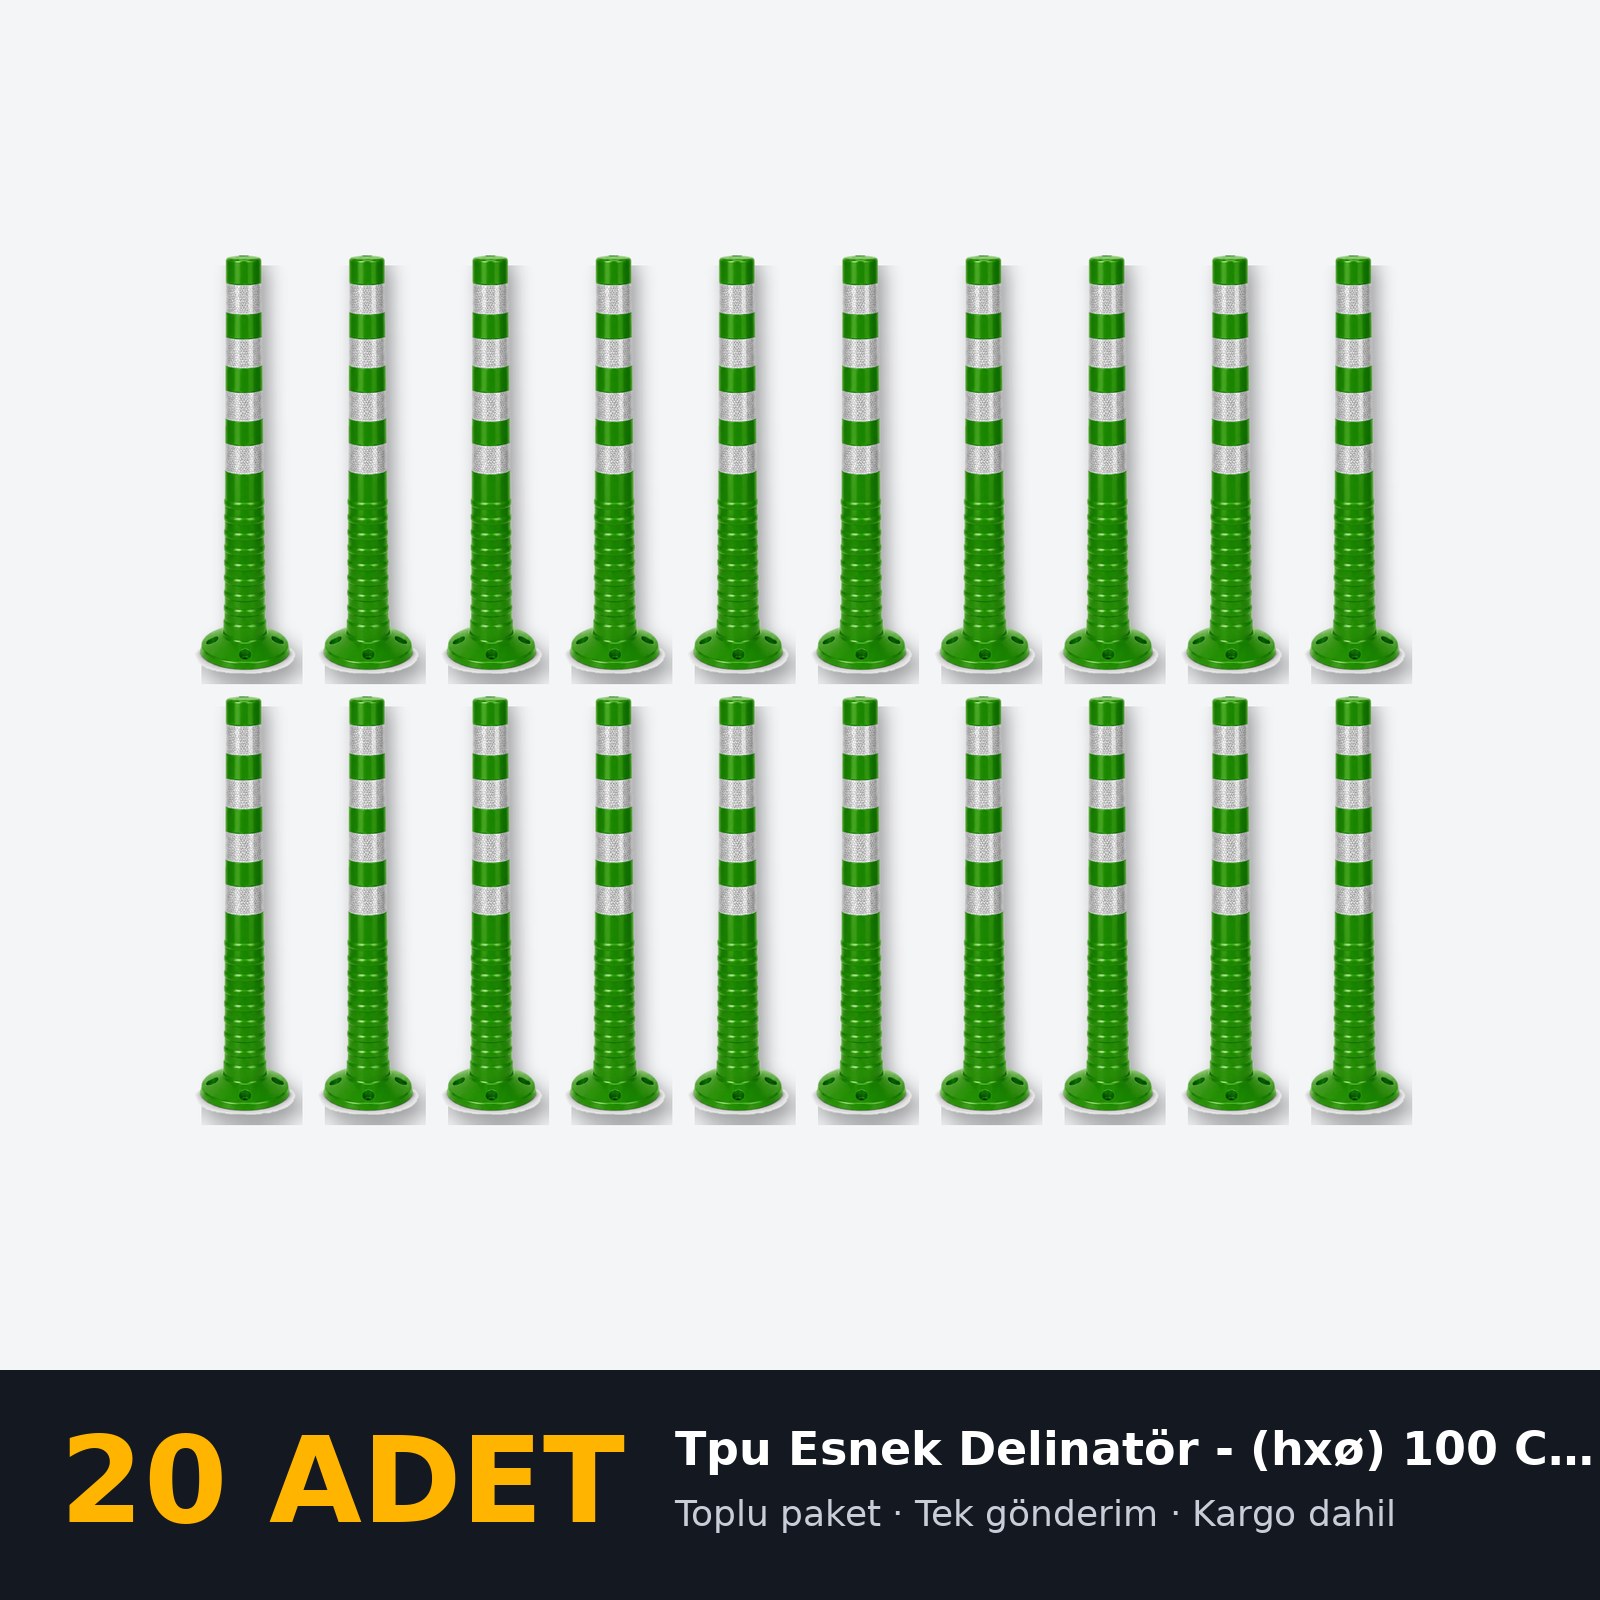 20 ADET
Tpu Esnek Delinatör - (hxø) 100 C...
Toplu paket · Tek gönderim · Kargo dahil